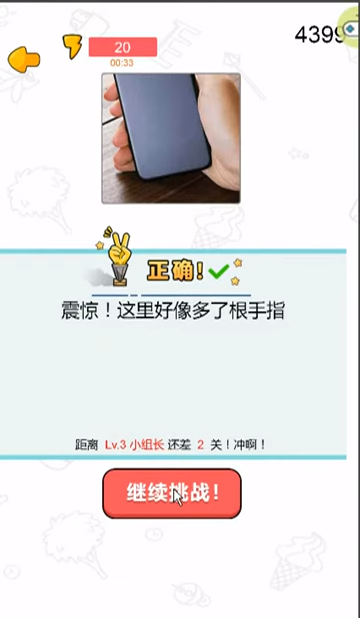 4399
20
00:33
正确!
震惊！这里好像多了根手指
距离 Lv.3 小组长 还差 2 关！冲啊！
继续挑战!